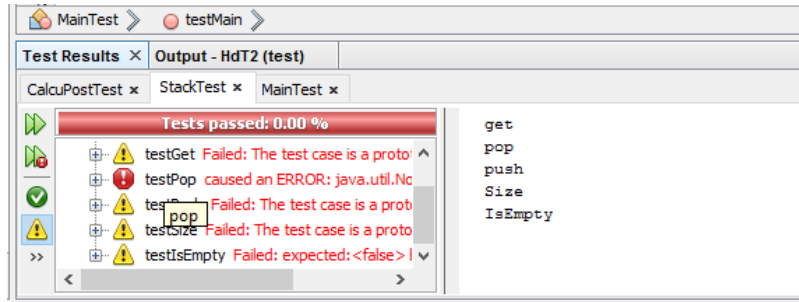 MainTest testMain
Test Results Output - HdT2 (test)
CalcuPostTest StackTest MainTest
Tests passed: 0.00 %
testGet Failed: The test case is a proto
testPop caused an ERROR: java.util.No
Failed: The test case is a prot
pop
testSize Failed: The test case is a prot
testIsEmpty Failed: expected:<false>
get
pop
push
Size
IsEmpty